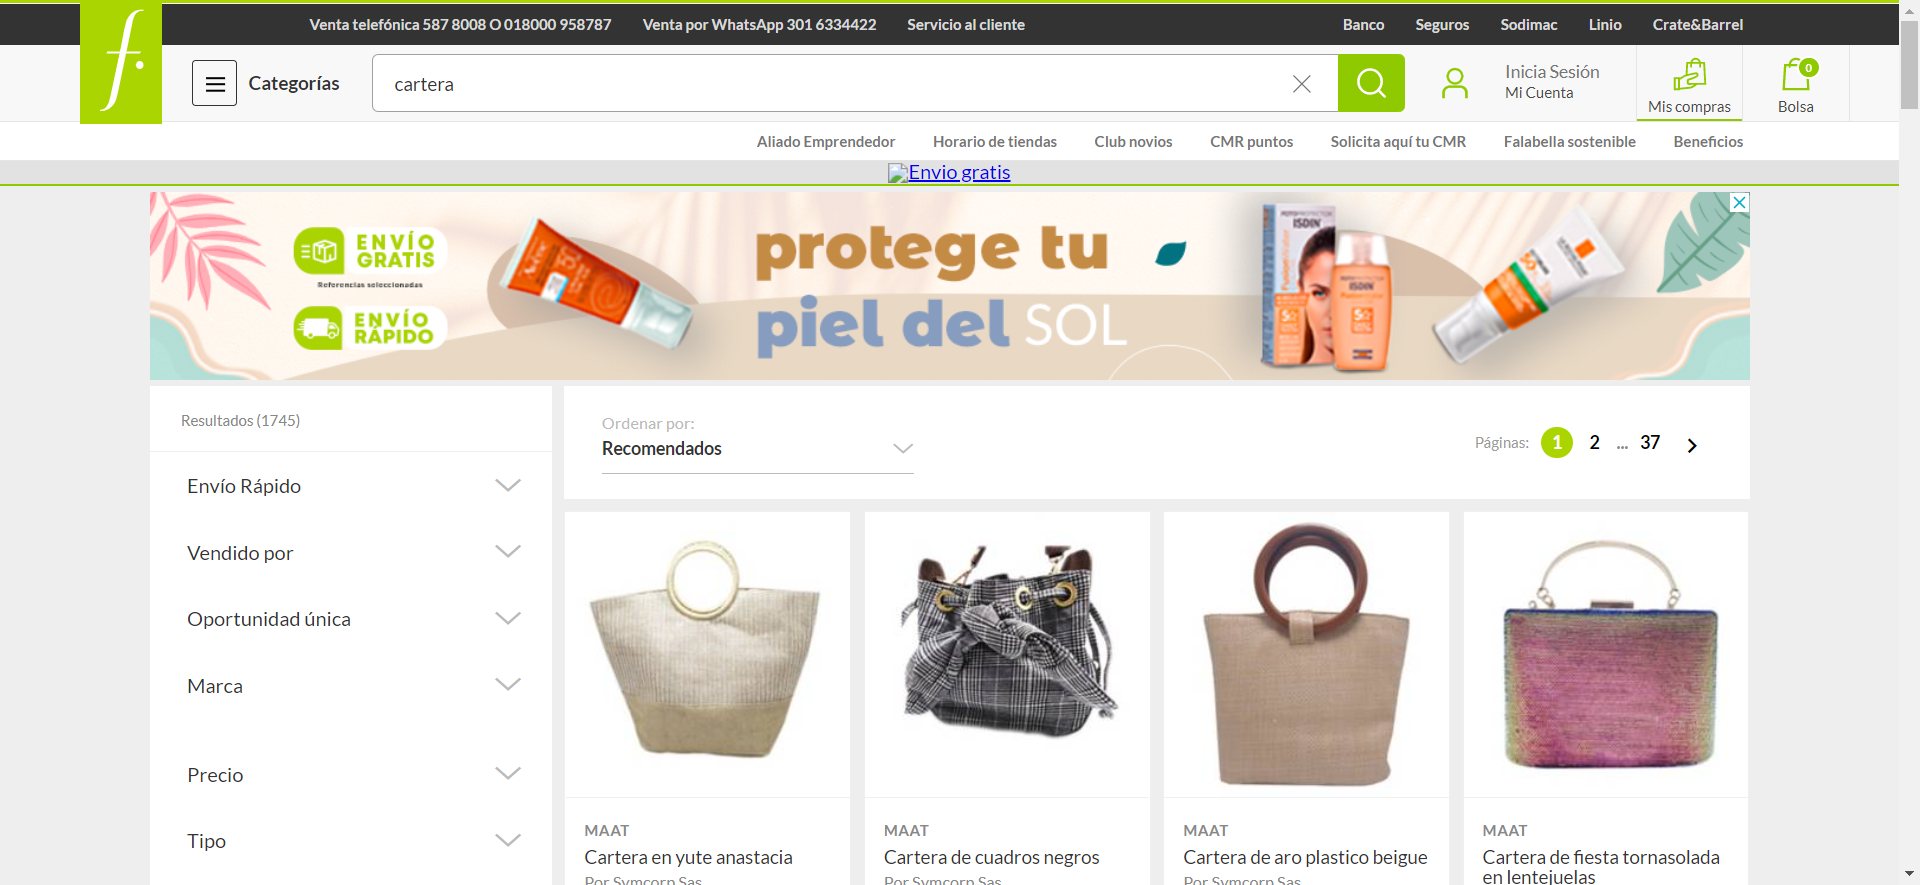 Venta telefónica 587 8008 O 018000 958787
Venta por WhatsApp 301 6334422
Servicio al cliente
Banco
Seguros
Sodimac
Linio
Crate&Barrel
f.
Categorías
cartera
Inicia Sesión
Mi Cuenta
Mis compras
0
Bolsa
Aliado Emprendedor
Horario de tiendas
Club novios
CMR puntos
Solicita aquí tu CMR
Falabella sostenible
Beneficios
Envio gratis
ENVÍO
GRATIS
Referencias seleccionadas
ENVÍO
RÁPIDO
protege tu
piel del SOL
ISDIN
ISDIN
Resultados (1745)
Ordenar por:
Recomendados
Páginas: 1 2 ... 37
Envío Rápido
Vendido por
Oportunidad única
Marca
Precio
Tipo
MAAT
Cartera en yute anastacia
Por Symcorp Sas
MAAT
Cartera de cuadros negros
Por Symcorp Sas
MAAT
Cartera de aro plastico beigue
Por Symcorp Sas
MAAT
Cartera de fiesta tornasolada
en lentejuelas